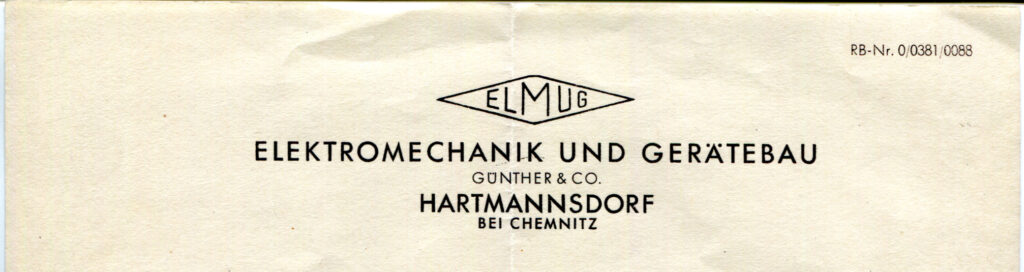 RB-Nr. 0/0381/0088
ELMUG
ELEKTROMECHANIK UND GERÄTEBAU
GÜNTHER & CO.
HARTMANNSDORF
BEI CHEMNITZ